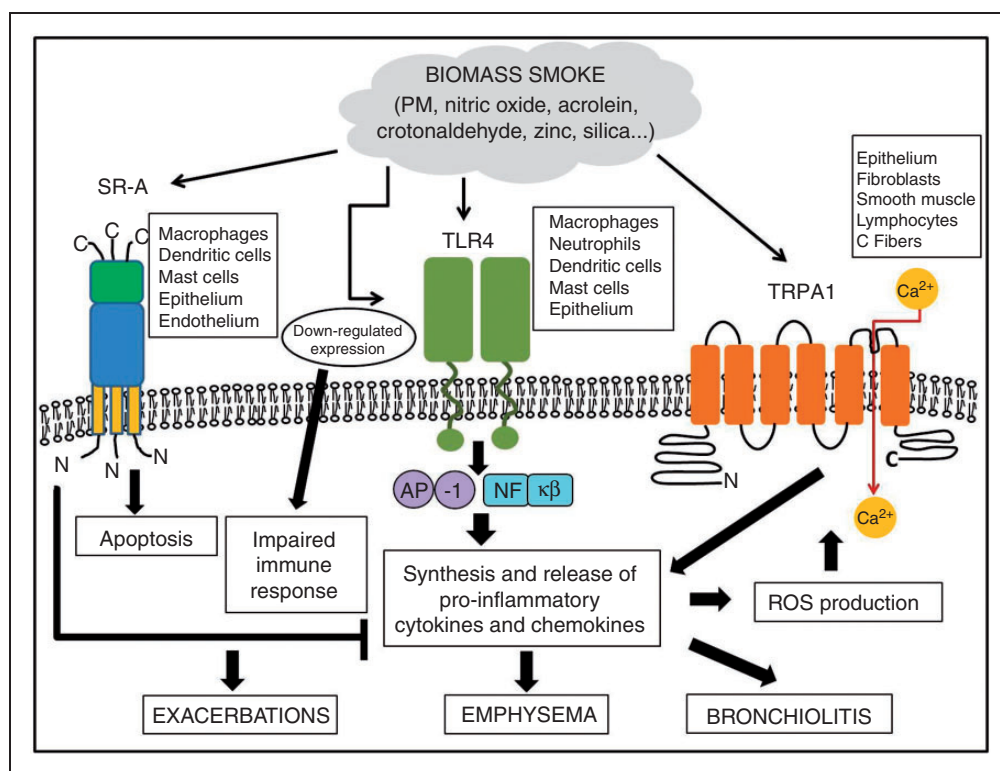 BIOMASS SMOKE
(PM, nitric oxide, acrolein,
crotonaldehyde, zinc, silica...)
SR-A
C
C
C
Macrophages
Dendritic cells
Mast cells
Epithelium
Endothelium
Down-regulated
expression
TLR4
Macrophages
Neutrophils
Dendritic cells
Mast cells
Epithelium
Epithelium
Fibroblasts
Smooth muscle
Lymphocytes
C Fibers
TRPA1
Ca²⁺
N
N
N
N
C
Ca²⁺
AP -1
NF κβ
Apoptosis
Impaired
immune
response
Synthesis and release of
pro-inflammatory
cytokines and chemokines
ROS production
EXACERBATIONS
EMPHYSEMA
BRONCHIOLITIS